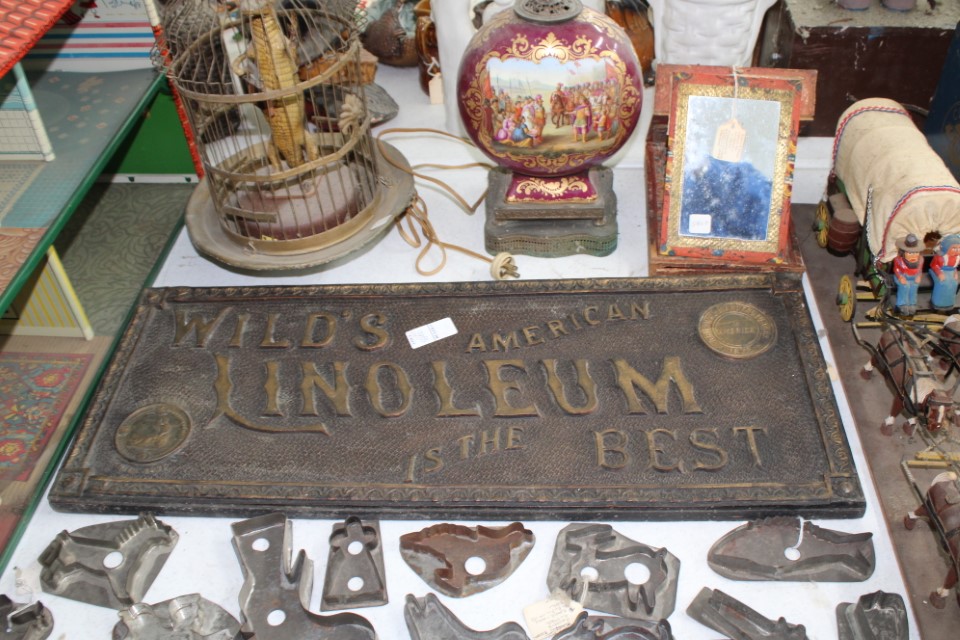 WILD'S AMERICAN
LINOLEUM
IS THE BEST